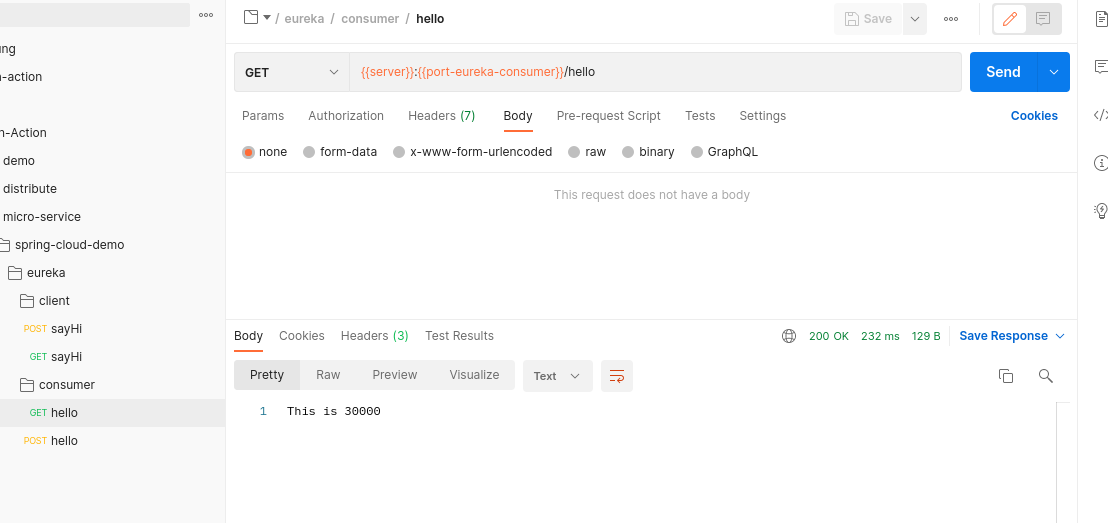 / eureka / consumer / hello
Save
GET
{{server}}:{{port-eureka-consumer}}/hello
Send
Params Authorization Headers (7) Body Pre-request Script Tests Settings Cookies
none form-data x-www-form-urlencoded raw binary GraphQL
This request does not have a body
ng
-action
n-Action
demo
distribute
micro-service
spring-cloud-demo
eureka
client
POST sayHi
GET sayHi
consumer
GET hello
POST hello
Body Cookies Headers (3) Test Results 200 OK 232 ms 129 B Save Response
Pretty Raw Preview Visualize Text
1 This is 30000